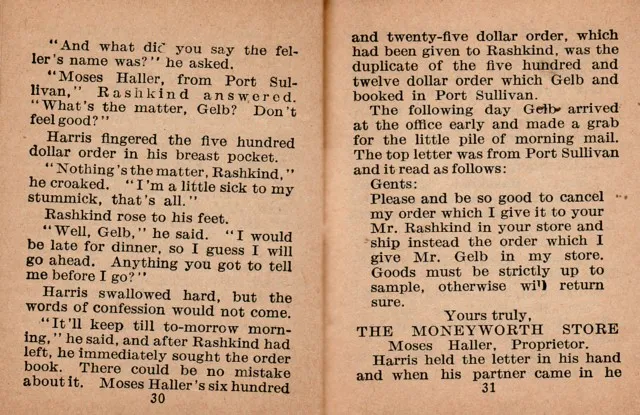 "And what did you say the fel-
ler's name was?" he asked.
"Moses Haller, from Port Sul-
livan," Rashkind answered.
"What's the matter, Gelb? Don't
feel good?"
Harris fingered the five hundred
dollar order in his breast pocket.
"Nothing's the matter, Rashkind,"
he croaked. "I'm a little sick to my
stummick, that's all."
Rashkind rose to his feet.
"Well, Gelb," he said. "I would
be late for dinner, so I guess I will
go ahead. Anything you got to tell
me before I go?"
Harris swallowed hard, but the
words of confession would not come.
"It'll keep till to-morrow morn-
ing," he said, and after Rashkind had
left, he immediately sought the order
book. There could be no mistake
about it. Moses Haller's six hundred
30
and twenty-five dollar order, which
had been given to Rashkind, was the
duplicate of the five hundred and
twelve dollar order which Gelb and
booked in Port Sullivan.
The following day Gelb arrived
at the office early and made a grab
for the little pile of morning mail.
The top letter was from Port Sullivan
and it read as follows:
Gents:
Please and be so good to cancel
my order which I give it to your
Mr. Rashkind in your store and
ship instead the order which I
give Mr. Gelb in my store.
Goods must be strictly up to
sample, otherwise will return
sure.
Yours truly,
THE MONEYWORTH STORE
Moses Haller, Proprietor.
Harris held the letter in his hand
and when his partner came in he
31